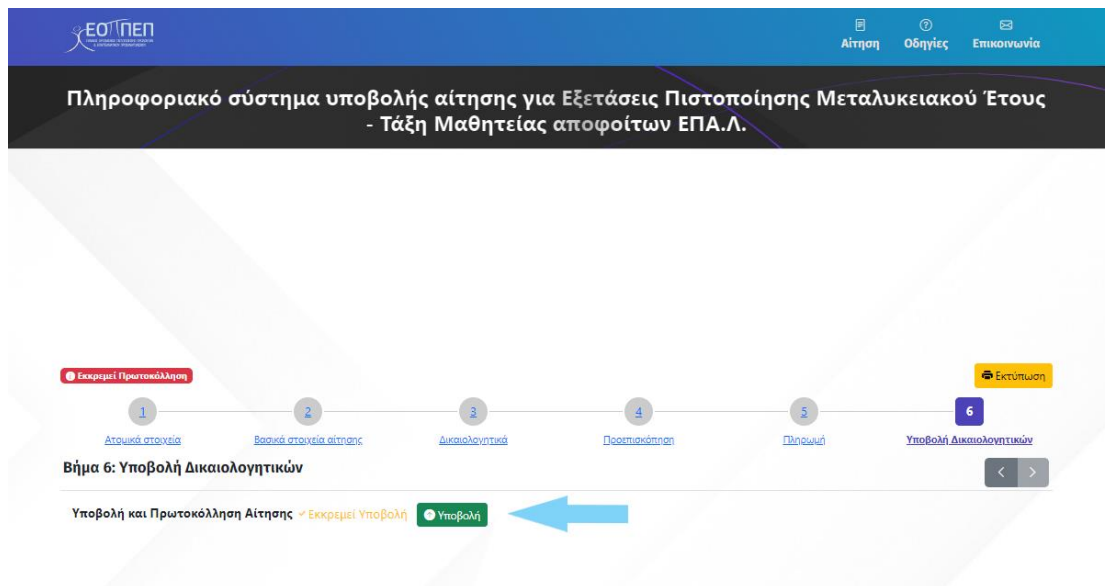 ΕΟΠΠΕΠ
Αίτηση Οδηγίες Επικοινωνία
Πληροφοριακό σύστημα υποβολής αίτησης για Εξετάσεις Πιστοποίησης Μεταλυκειακού Έτους
- Τάξη Μαθητείας αποφοίτων ΕΠΑ.Λ.
Εκκρεμεί Πρωτοκόλληση
Εκτύπωση
1 2 3 4 5 6
Ατομικά στοιχεία Βασικά στοιχεία αίτησης Δικαιολογητικά Προεπισκόπηση Πληρωμή Υποβολή Δικαιολογητικών
Βήμα 6: Υποβολή Δικαιολογητικών
Υποβολή και Πρωτοκόλληση Αίτησης Εκκρεμεί Υποβολή Υποβολή